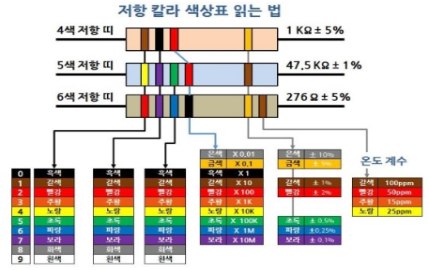 저항 칼라 색상표 읽는 법
4색 저항 띠 1 KΩ ± 5%
5색 저항 띠 47,5 KΩ ± 1%
6색 저항 띠 276 Ω ± 5%
온도 계수
은색 X 0,01 은색 ± 10%
금색 X 0,1 금색 ± 5%
0 흑색 흑색 흑색 흑색 X 1
1 갈색 갈색 갈색 갈색 X 10 갈색 ± 1% 갈색 100ppm
2 빨강 빨강 빨강 빨강 X 100 빨강 ± 2% 빨강 50ppm
3 주황 주황 주황 주황 X 1K 주황 15ppm
4 노랑 노랑 노랑 노랑 X 10K 노랑 25ppm
5 초록 초록 초록 초록 X 100K 초록 ± 0,5%
6 파랑 파랑 파랑 파랑 X 1M 파랑 ±0,25%
7 보라 보라 보라 보라 X 10M 보라 ± 0,1%
8 회색 회색 회색
9 흰색 흰색 흰색